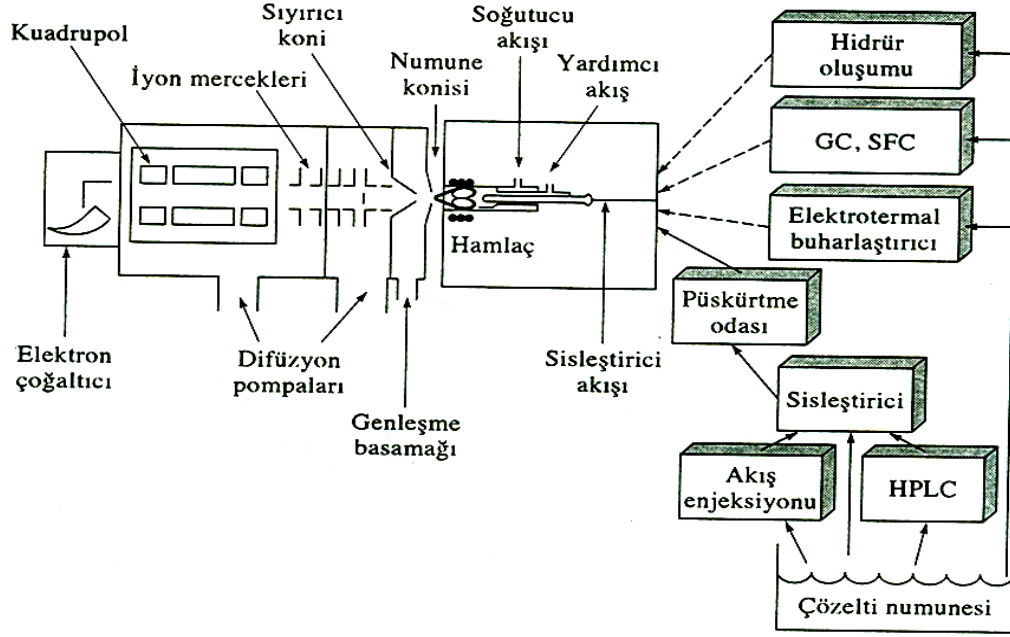 Kuadrupol
İyon mercekleri
Sıyırıcı
koni
Numune
konisi
Soğutucu
akışı
Yardımcı
akış
Hidrür
oluşumu
GC, SFC
Elektrotermal
buharlaştırıcı
Hamlaç
Püskürtme
odası
Elektron
çoğaltıcı
Difüzyon
pompaları
Genleşme
basamağı
Sisleştirici
akışı
Sisleştirici
Akış
enjeksiyonu
HPLC
Çözelti numunesi